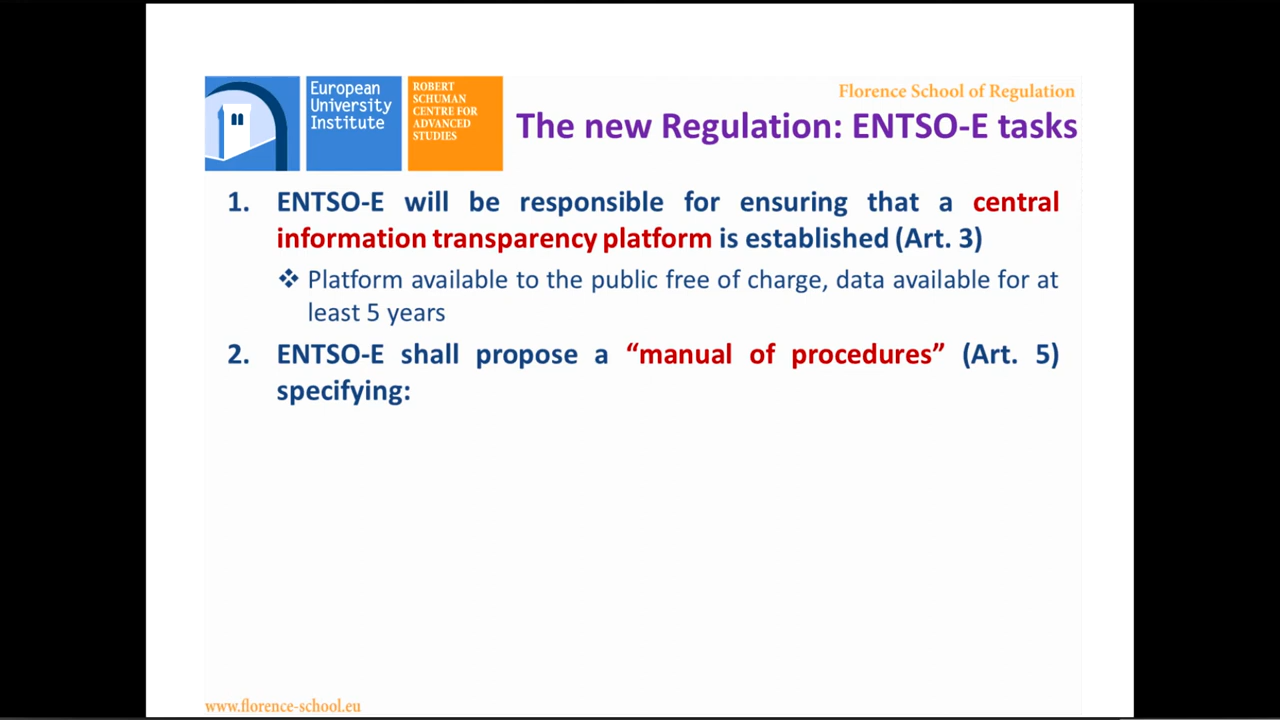 European
University
Institute
ROBERT
SCHUMAN
CENTRE FOR
ADVANCED
STUDIES
Florence School of Regulation
The new Regulation: ENTSO-E tasks
1. ENTSO-E will be responsible for ensuring that a central
information transparency platform is established (Art. 3)
❖ Platform available to the public free of charge, data available for at
least 5 years
2. ENTSO-E shall propose a “manual of procedures” (Art. 5)
specifying:
www.florence-school.eu